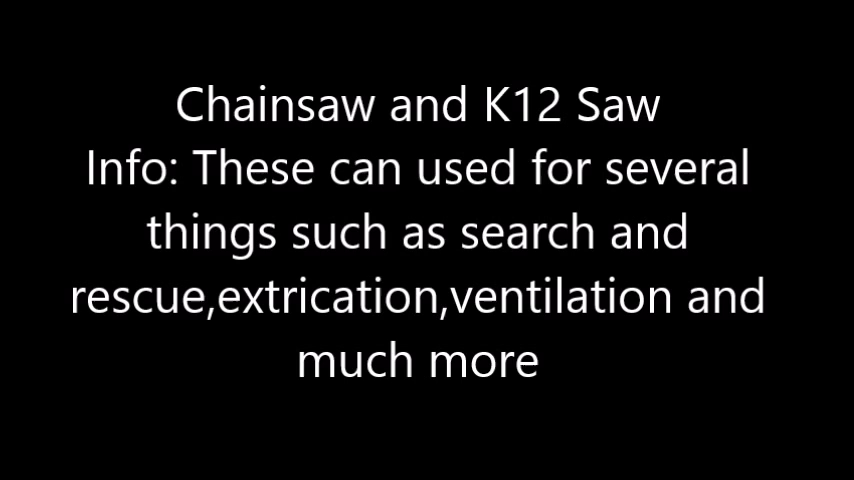 Chainsaw and K12 Saw
Info: These can used for several
things such as search and
rescue,extrication,ventilation and
much more